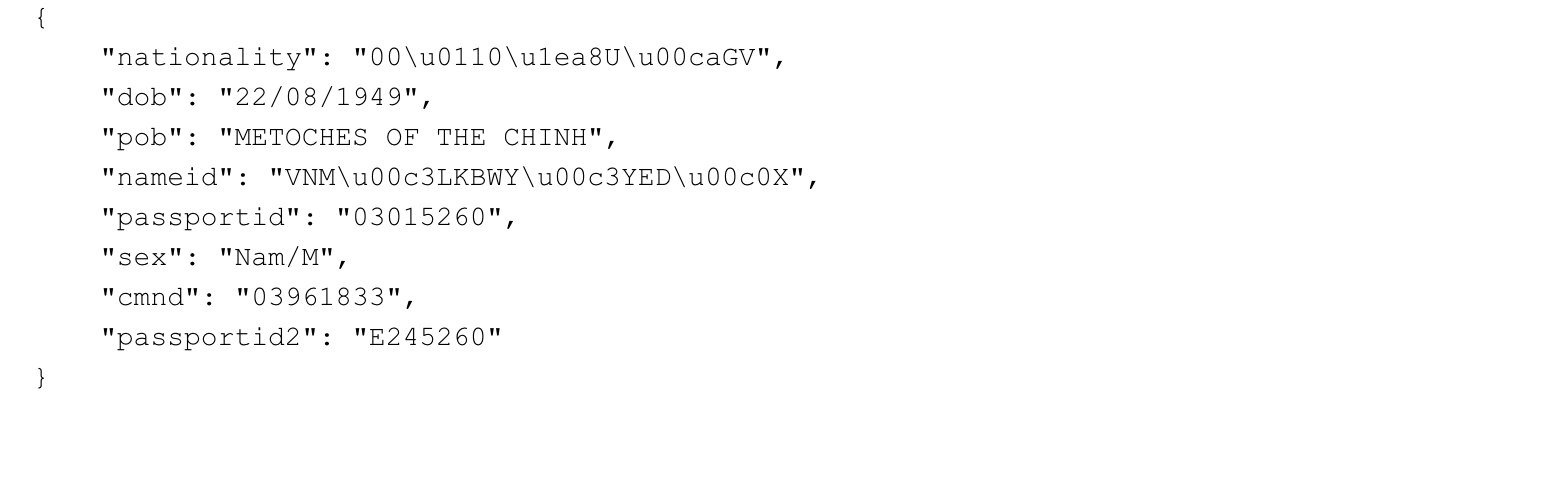 {
"nationality": "00\u0110\u1ea8U\u00caGV",
"dob": "22/08/1949",
"pob": "METOCHES OF THE CHINH",
"nameid": "VNM\u00c3LKBWY\u00c3YED\u00c0X",
"passportid": "03015260",
"sex": "Nam/M",
"cmnd": "03961833",
"passportid2": "E245260"
}